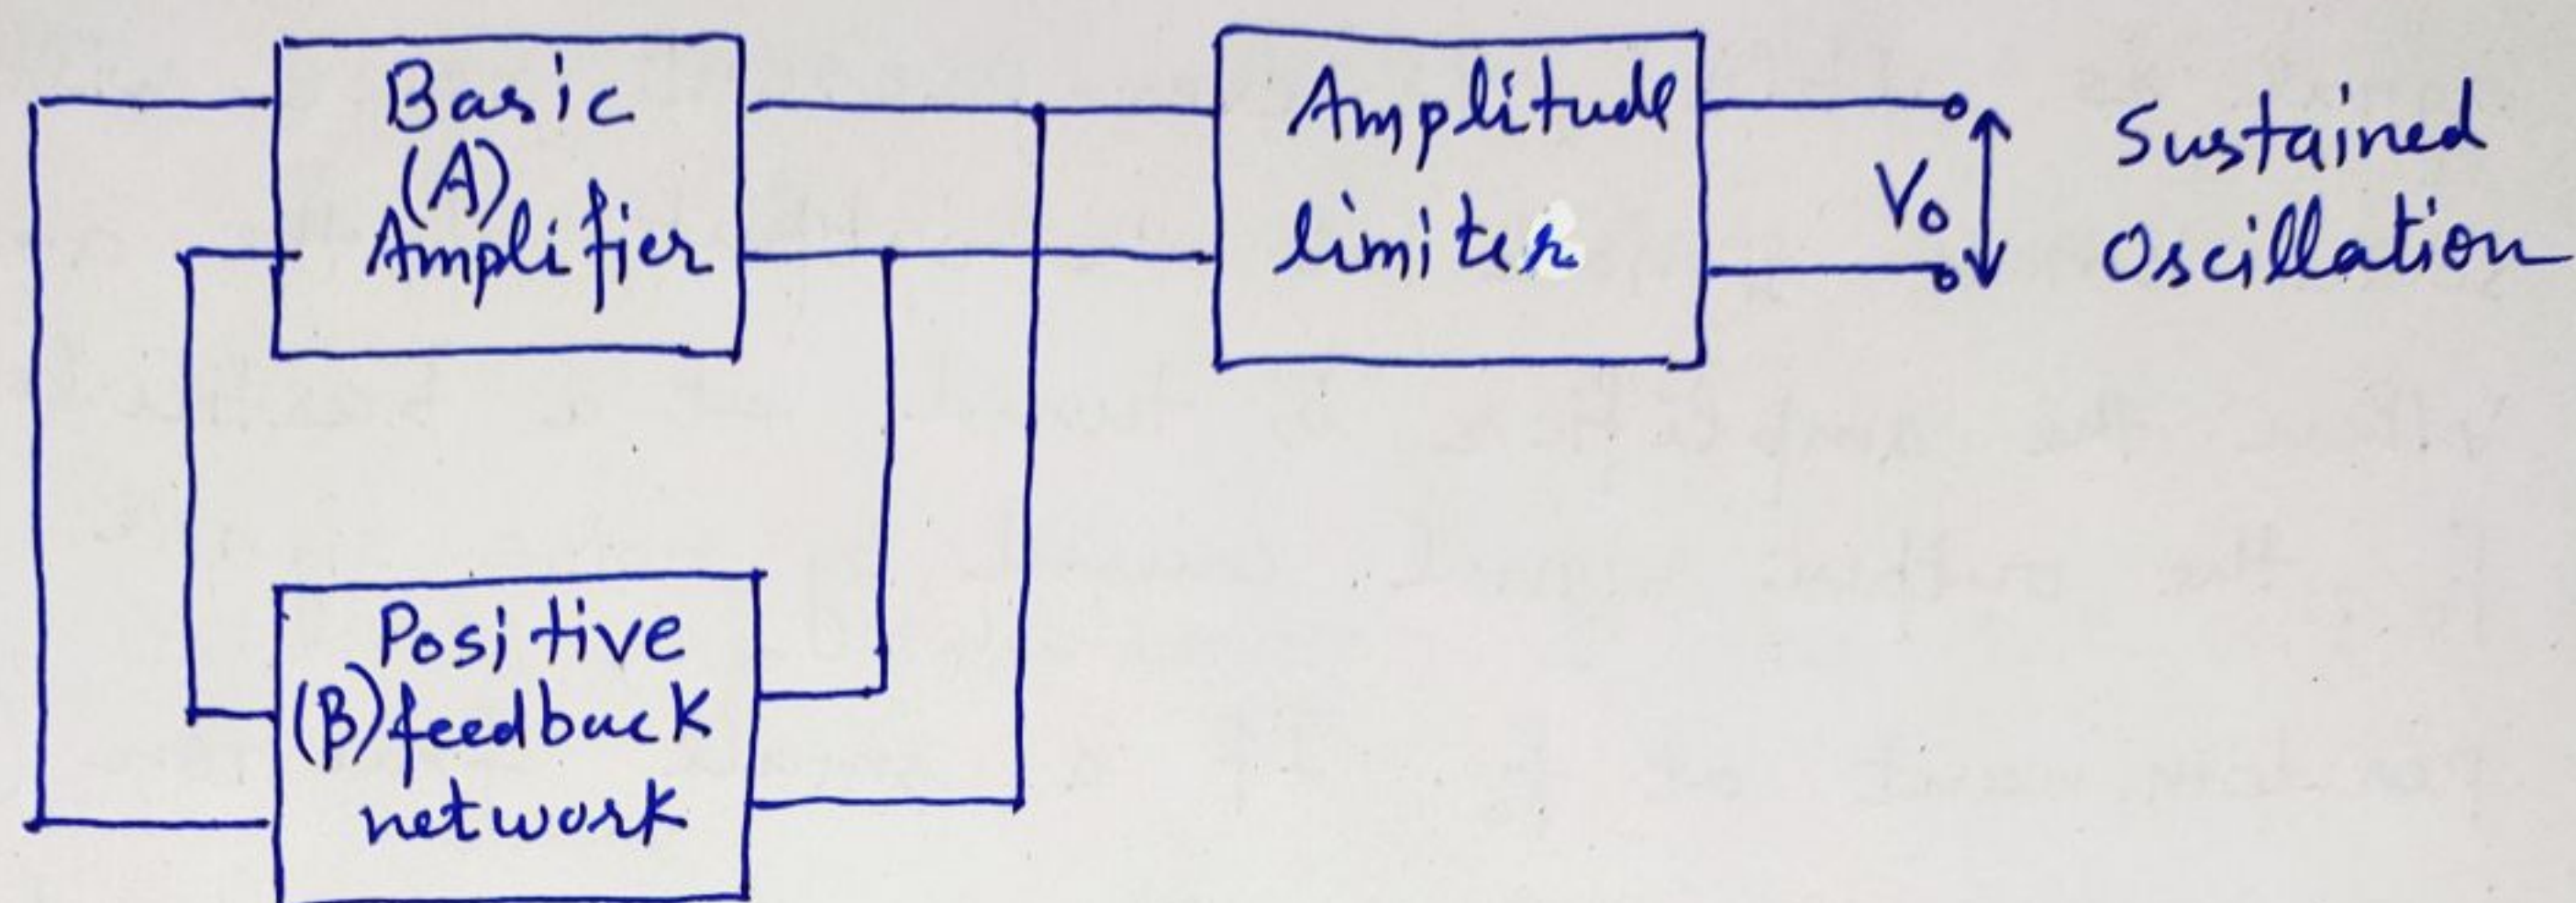 Basic
(A)
Amplifier
Amplitude
limiter
Vo
Sustained
Oscillation
Positive
(β)feedback
network